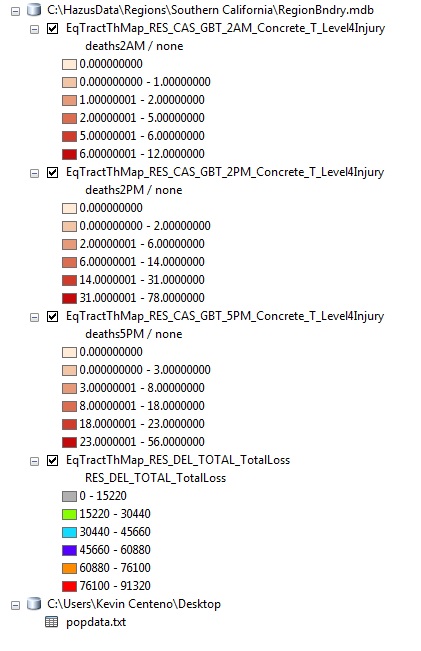 C:\HazusData\Regions\Southern California\RegionBndry.mdb
EqTractThMap_RES_CAS_GBT_2AM_Concrete_T_Level4Injury
deaths2AM / none
0.000000000
0.00000000 - 1.00000000
1.00000001 - 2.00000000
2.00000001 - 5.00000000
5.00000001 - 6.00000000
6.00000001 - 12.0000000
EqTractThMap_RES_CAS_GBT_2PM_Concrete_T_Level4Injury
deaths2PM / none
0.000000000
0.00000000 - 2.00000000
2.00000001 - 6.00000000
6.00000001 - 14.0000000
14.0000001 - 31.0000000
31.0000001 - 78.0000000
EqTractThMap_RES_CAS_GBT_5PM_Concrete_T_Level4Injury
deaths5PM / none
0.000000000
0.00000000 - 3.00000000
3.00000001 - 8.00000000
8.00000001 - 18.0000000
18.0000001 - 23.0000000
23.0000001 - 56.0000000
EqTractThMap_RES_DEL_TOTAL_TotalLoss
RES_DEL_TOTAL_TotalLoss
0 - 15220
15220 - 30440
30440 - 45660
45660 - 60880
60880 - 76100
76100 - 91320
C:\Users\Kevin Centeno\Desktop
popdata.txt